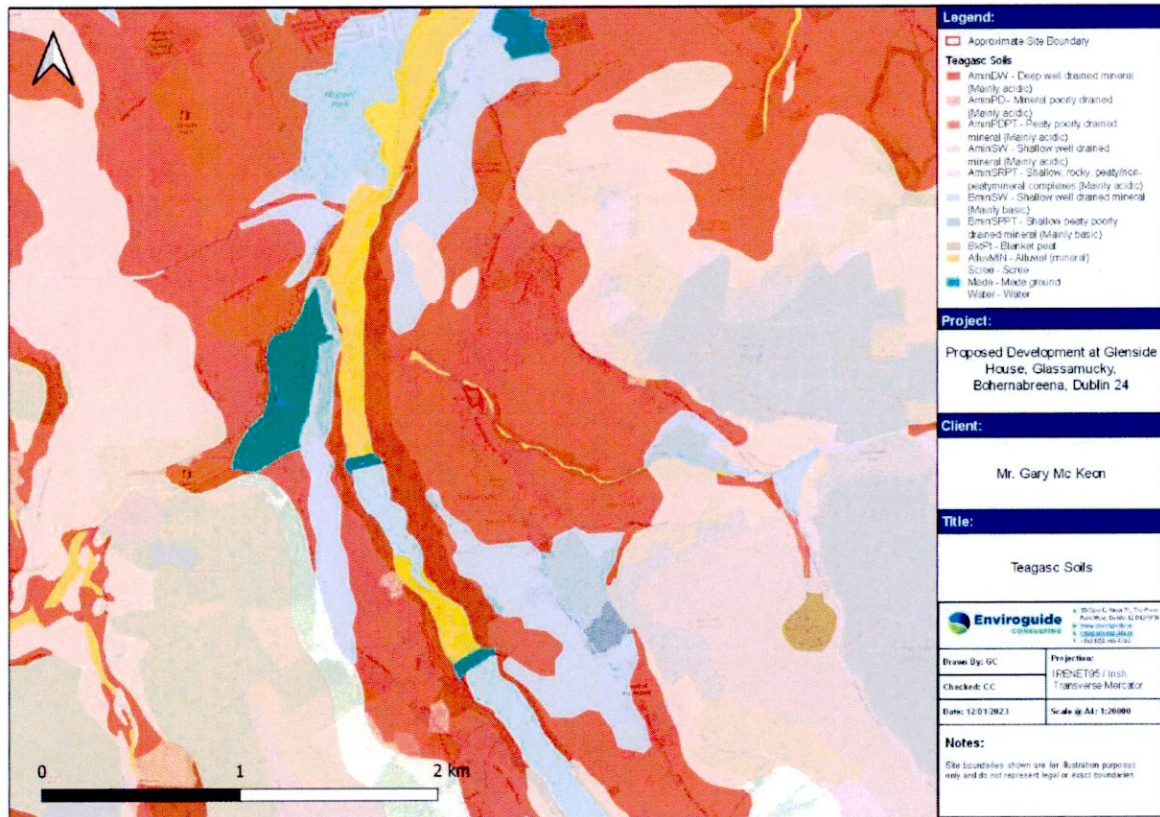 Legend:
Approximate Site Boundary
Teagasc Soils
AminDW - Deep well drained mineral
(Mainly acidic)
AminPD - Mineral poorly drained
(Mainly acidic)
AminPDPT - Peaty poorly drained
mineral (Mainly acidic)
AminSW - Shallow well drained
mineral (Mainly acidic)
AminSRPT - Shallow, rocky, peaty/non-
peatymineral complexes (Mainly acidic)
BminSW - Shallow well drained mineral
(Mainly basic)
BminSPPT - Shallow peaty poorly
drained mineral (Mainly basic)
BktPt - Blanket peat
AlluvMIN - Alluvial (mineral)
Scree - Scree
Made - Made ground
Water - Water
Project:
Proposed Development at Glenside
House, Glassamucky,
Bohernabreena, Dublin 24
Client:
Mr. Gary Mc Keon
Title:
Teagasc Soils
Enviroguide
CONSULTING
Drawn By: GC
Checked: CC
Date: 12/01/2023
Projection:
IRENET95 / Irish
Transverse Mercator
Scale @ A4: 1:20000
Notes:
Site boundaries shown are for illustration purposes
only and do not represent legal or exact boundaries
0 1 2 km